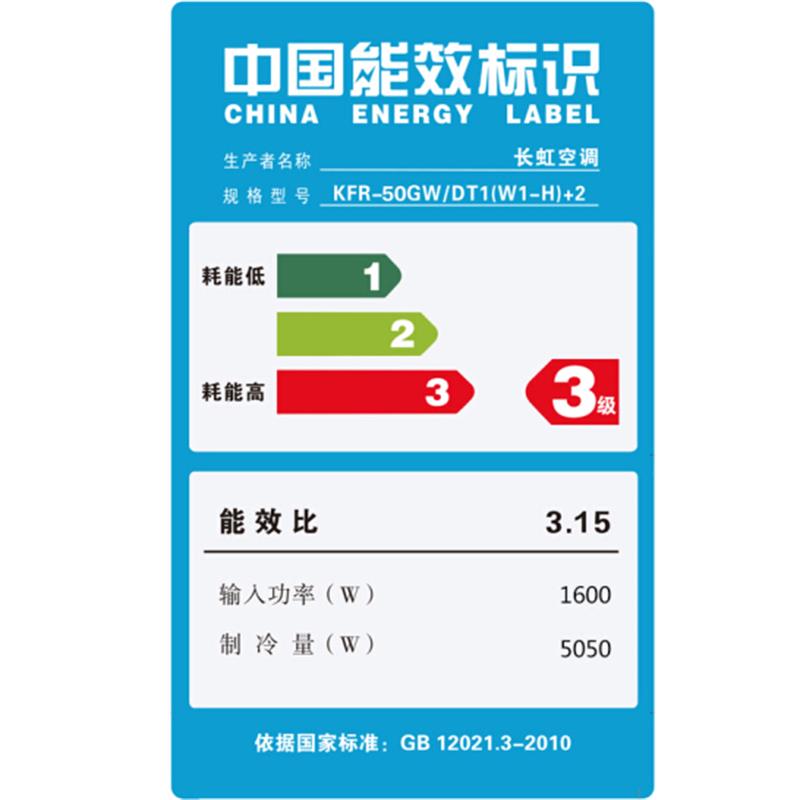 中国能效标识
CHINA ENERGY LABEL
生产者名称 长虹空调
规格型号 KFR-50GW/DT1(W1-H)+2
耗能低 1
2
耗能高 3 3级
能效比 3.15
输入功率(W) 1600
制冷量(W) 5050
依据国家标准:GB 12021.3-2010